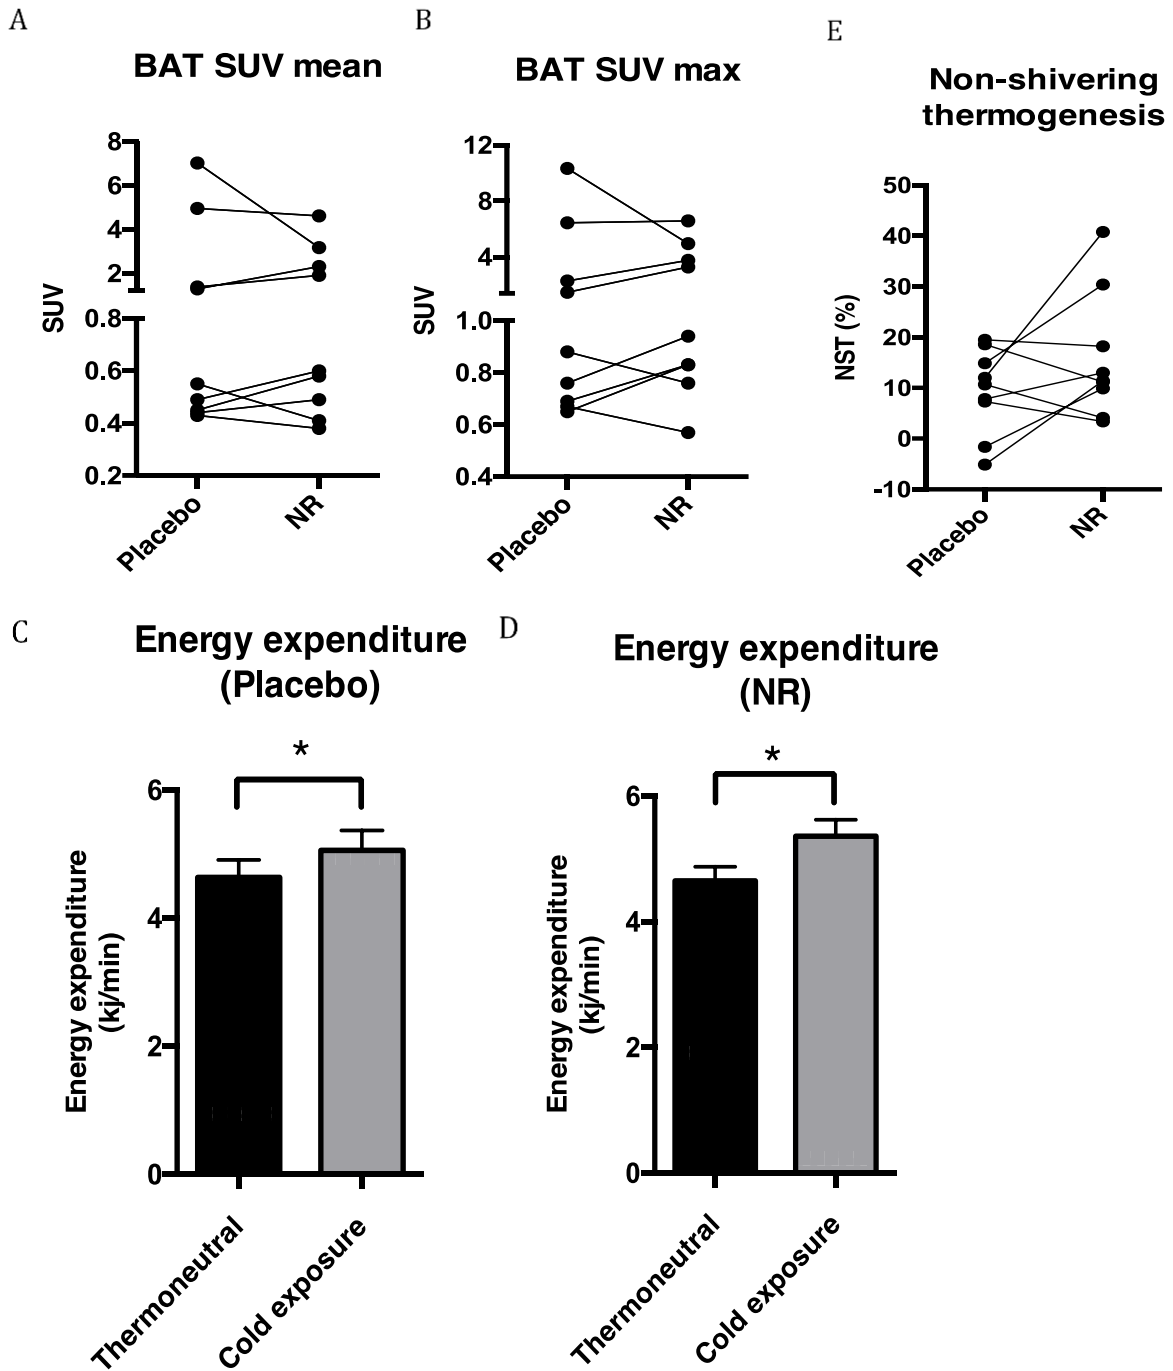 A
BAT SUV mean
8
6
4
2
0.8
0.6
0.4
0.2
SUV
Placebo
NR
B
BAT SUV max
12
8
4
1.0
0.8
0.6
0.4
SUV
Placebo
NR
E
Non-shivering
thermogenesis
50
40
30
20
10
0
-10
NST (%)
Placebo
NR
C
Energy expenditure
(Placebo)
*
6
4
2
0
Energy expenditure
(kj/min)
Thermoneutral
Cold exposure
D
Energy expenditure
(NR)
*
6
4
2
0
Energy expenditure
(kj/min)
Thermoneutral
Cold exposure